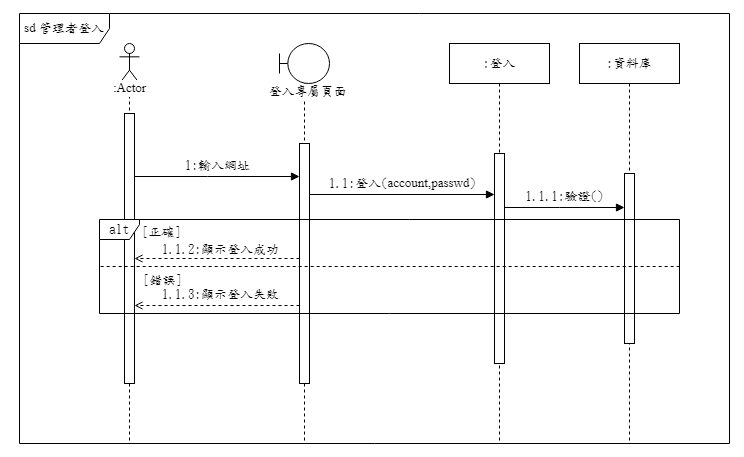 sd 管理者登入
:Actor
登入專屬頁面
:登入
:資料庫
1:輸入網址
1.1:登入(account,passwd)
1.1.1:驗證()
alt
[正確]
1.1.2:顯示登入成功
[錯誤]
1.1.3:顯示登入失敗